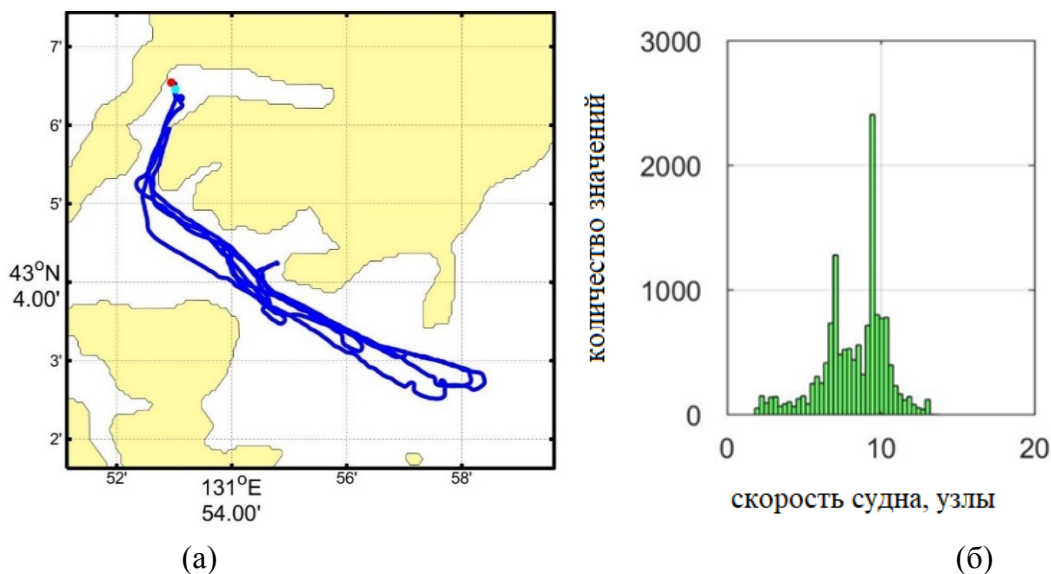 7'
6'
5'
43°N
4.00'
3'
2'
52'
131°E
54.00'
56'
58'
(а)
количество значений
3000
2000
1000
0
0
10
20
скорость судна, узлы
(б)